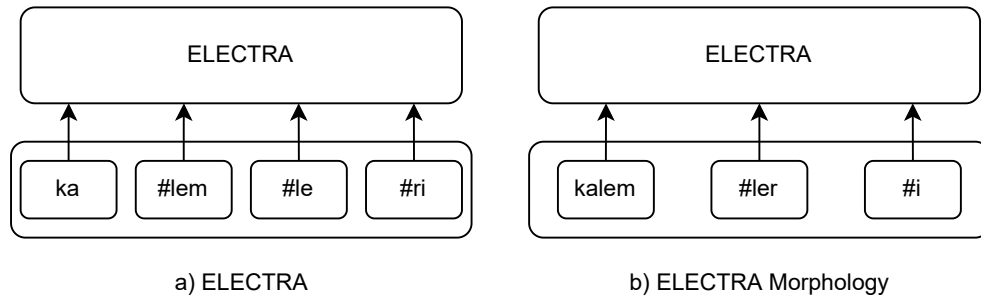 ELECTRA
ELECTRA
ka #lem #le #ri
kalem #ler #i
a) ELECTRA
b) ELECTRA Morphology